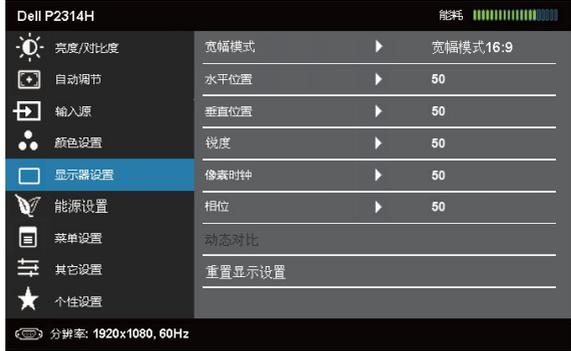 Dell P2314H 能耗
亮度/对比度 宽幅模式 宽幅模式16:9
自动调节 水平位置 50
输入源 垂直位置 50
颜色设置 锐度 50
显示器设置 像素时钟 50
能源设置 相位 50
菜单设置 动态对比
其它设置 重置显示设置
个性设置
分辨率: 1920x1080, 60Hz